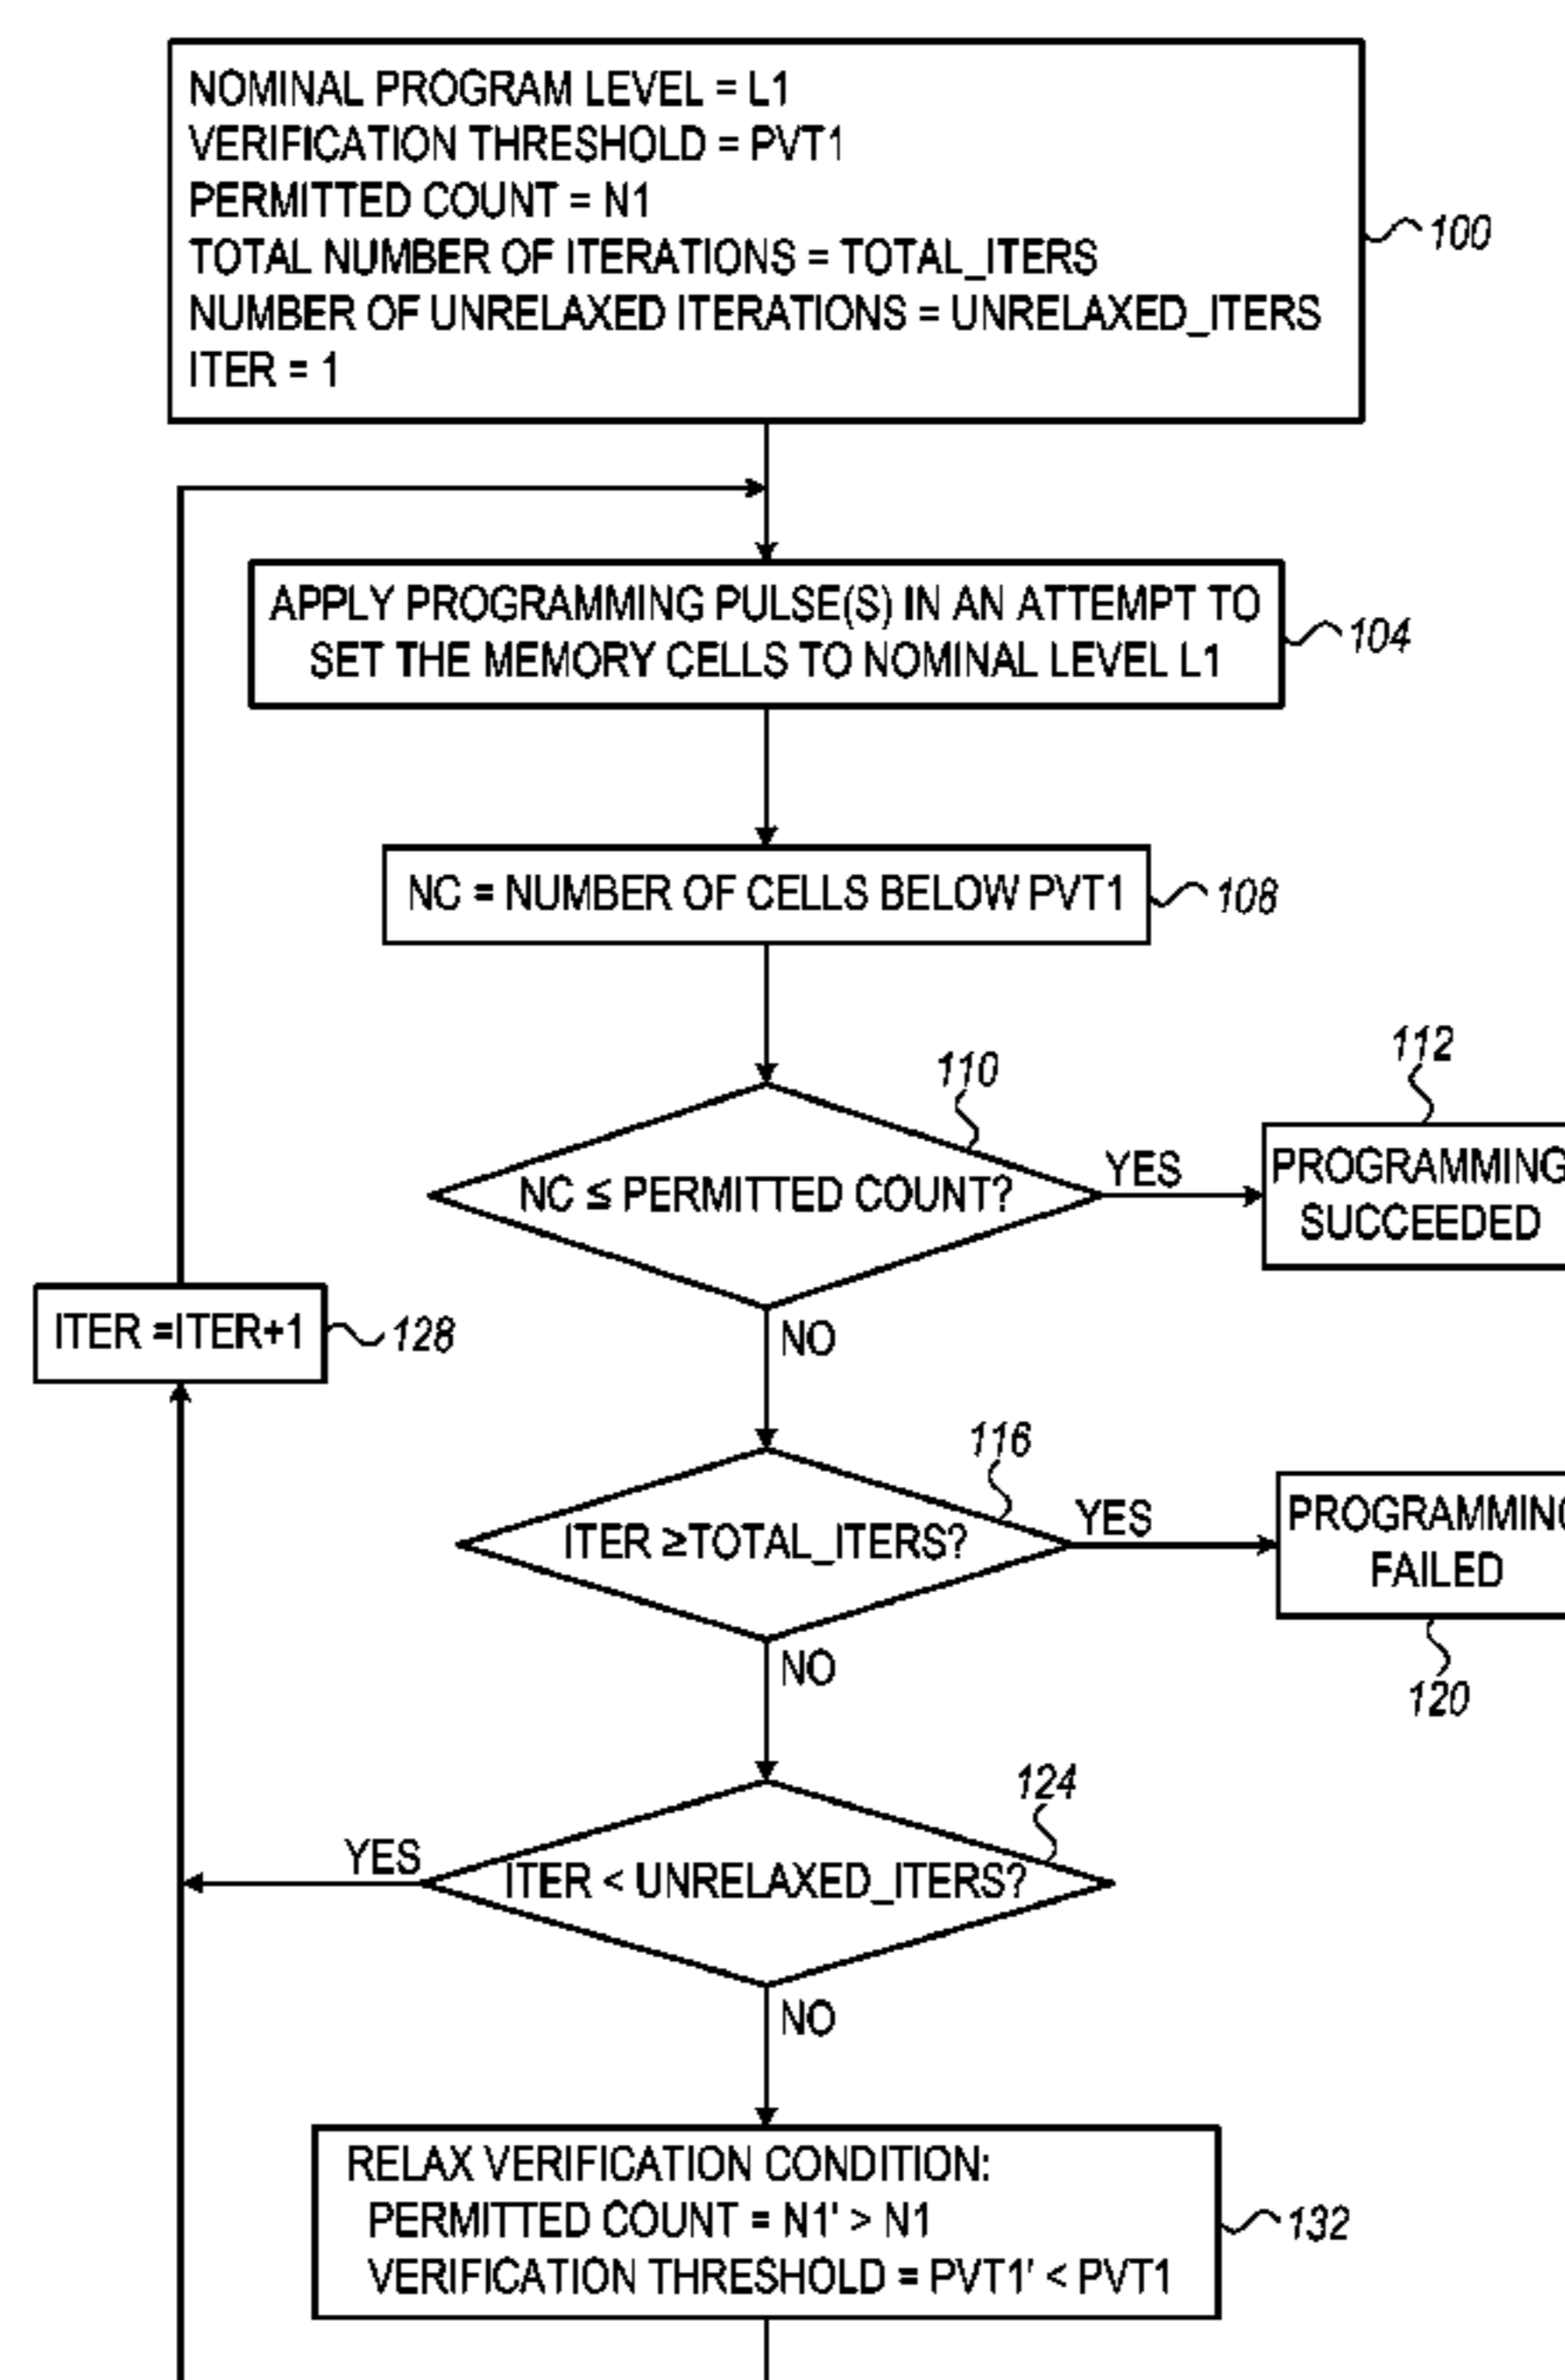 NOMINAL PROGRAM LEVEL = L1
VERIFICATION THRESHOLD = PVT1
PERMITTED COUNT = N1
TOTAL NUMBER OF ITERATIONS = TOTAL_ITERS
NUMBER OF UNRELAXED ITERATIONS = UNRELAXED_ITERS
ITER = 1
100
APPLY PROGRAMMING PULSE(S) IN AN ATTEMPT TO
SET THE MEMORY CELLS TO NOMINAL LEVEL L1
104
NC = NUMBER OF CELLS BELOW PVT1
108
110
NC ≤ PERMITTED COUNT?
YES
112
PROGRAMMING
SUCCEEDED
NO
ITER =ITER+1
128
116
ITER ≥TOTAL_ITERS?
YES
PROGRAMMING
FAILED
120
NO
124
ITER < UNRELAXED_ITERS?
YES
NO
RELAX VERIFICATION CONDITION:
PERMITTED COUNT = N1' > N1
VERIFICATION THRESHOLD = PVT1' < PVT1
132